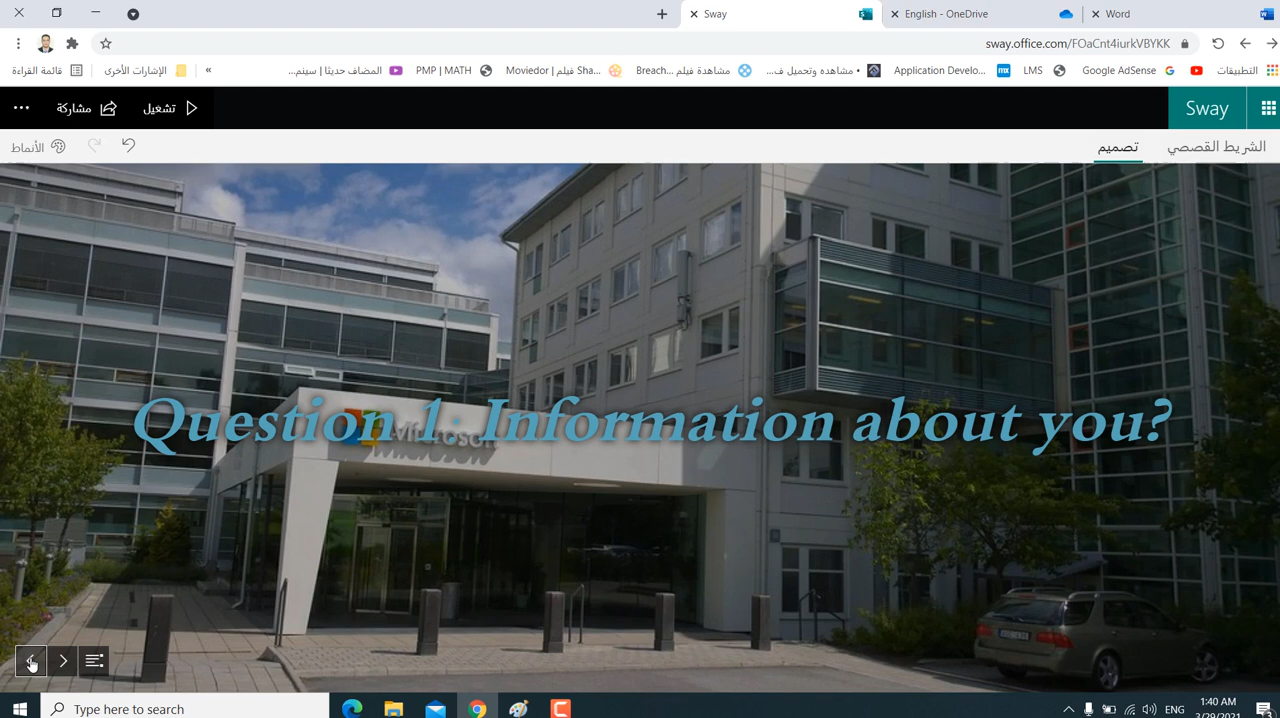 Sway
English - OneDrive
Word
sway.office.com/FOaCnt4iurkVBYKK
التطبيقات
Google AdSense
LMS
Application Develo...
مشاهده وتحميل ف... •
مشاهدة فيلم Breach...
Moviedor | فيلم Sha...
PMP | MATH
المضاف حديثا | سينم...
»
الإشارات الأخرى
قائمة القراءة
Sway
تشغيل
مشاركة
الشريط القصصي
تصميم
الأنماط
Question 1: Information about you?
Microsoft
Type here to search
ENG
1:40 AM
3/29/2021